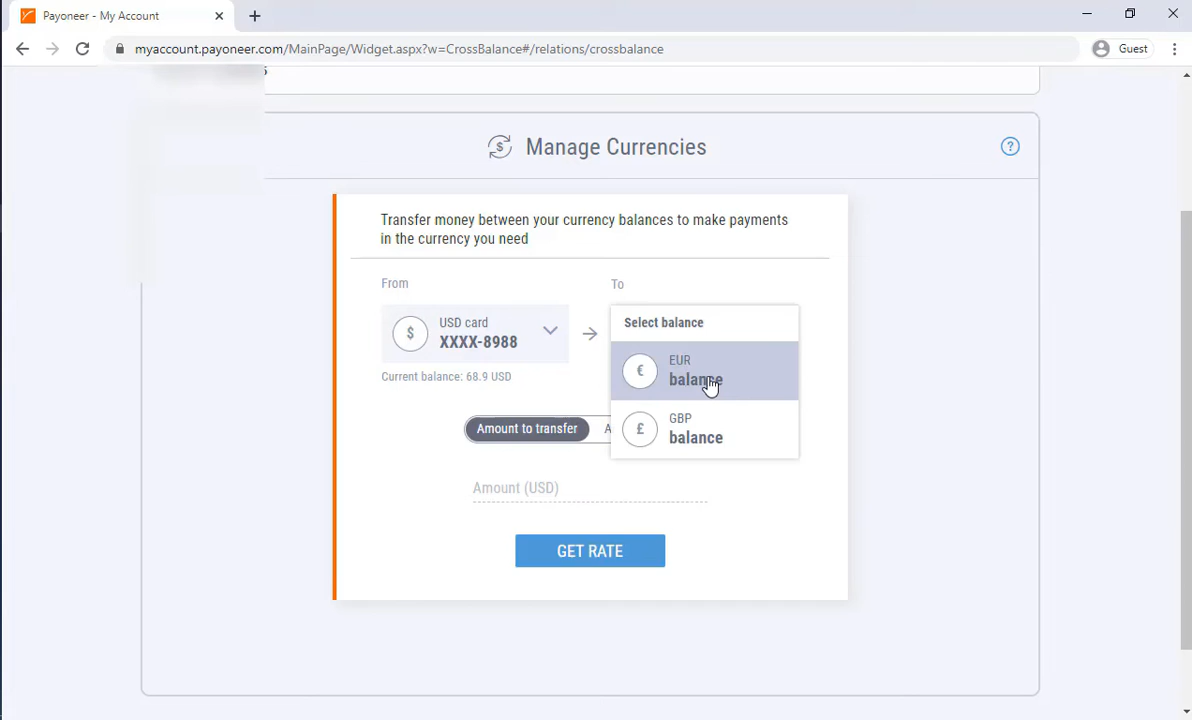 Payoneer - My Account
myaccount.payoneer.com/MainPage/Widget.aspx?w=CrossBalance#/relations/crossbalance
Guest
Manage Currencies
?
Transfer money between your currency balances to make payments
in the currency you need
From
To
$
USD card
XXXX-8988
Current balance: 68.9 USD
Select balance
€
EUR
balance
£
GBP
balance
Amount to transfer
Amount (USD)
GET RATE